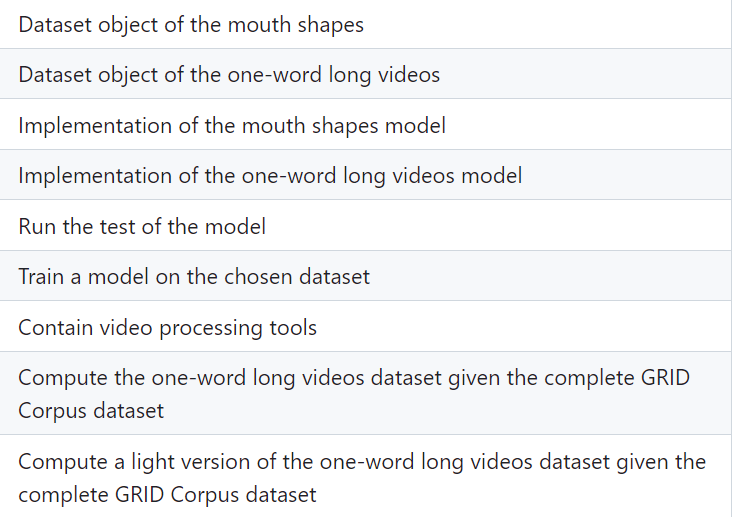 Dataset object of the mouth shapes
Dataset object of the one-word long videos
Implementation of the mouth shapes model
Implementation of the one-word long videos model
Run the test of the model
Train a model on the chosen dataset
Contain video processing tools
Compute the one-word long videos dataset given the complete GRID
Corpus dataset
Compute a light version of the one-word long videos dataset given the
complete GRID Corpus dataset